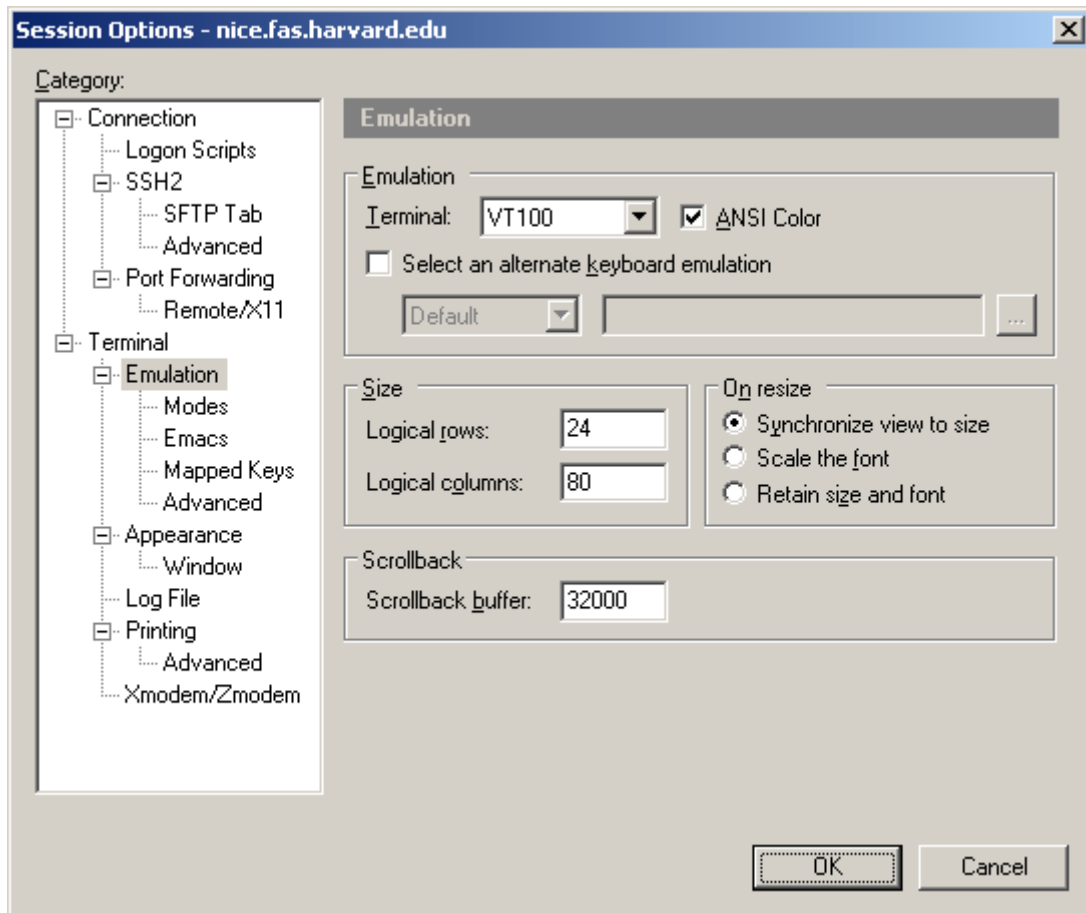 Session Options - nice.fas.harvard.edu
Category:
Connection
Logon Scripts
SSH2
SFTP Tab
Advanced
Port Forwarding
Remote/X11
Terminal
Emulation
Modes
Emacs
Mapped Keys
Advanced
Appearance
Window
Log File
Printing
Advanced
Xmodem/Zmodem
Emulation
Emulation
Terminal: VT100 ANSI Color
Select an alternate keyboard emulation
Default ...
Size
Logical rows: 24
Logical columns: 80
On resize
Synchronize view to size
Scale the font
Retain size and font
Scrollback
Scrollback buffer: 32000
OK Cancel